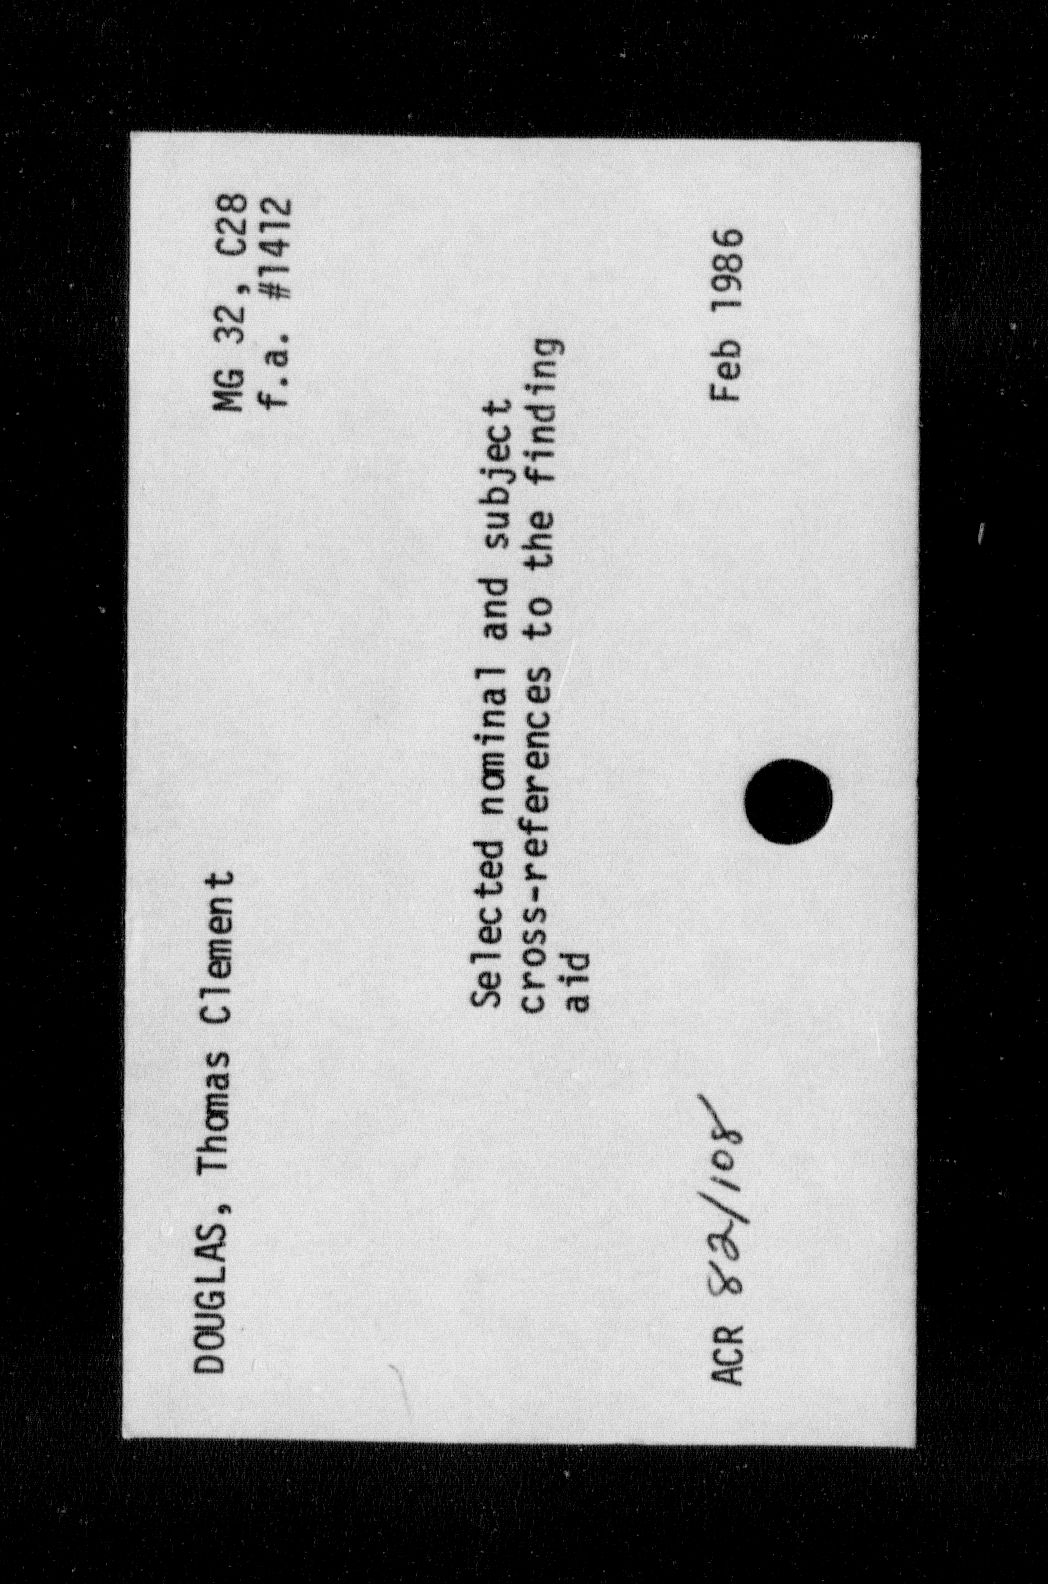 DOUGLAS, Thomas Clement
MG 32, C28
f.a. #1412
Selected nominal and subject
cross-references to the finding
aid
ACR 82/108
Feb 1986